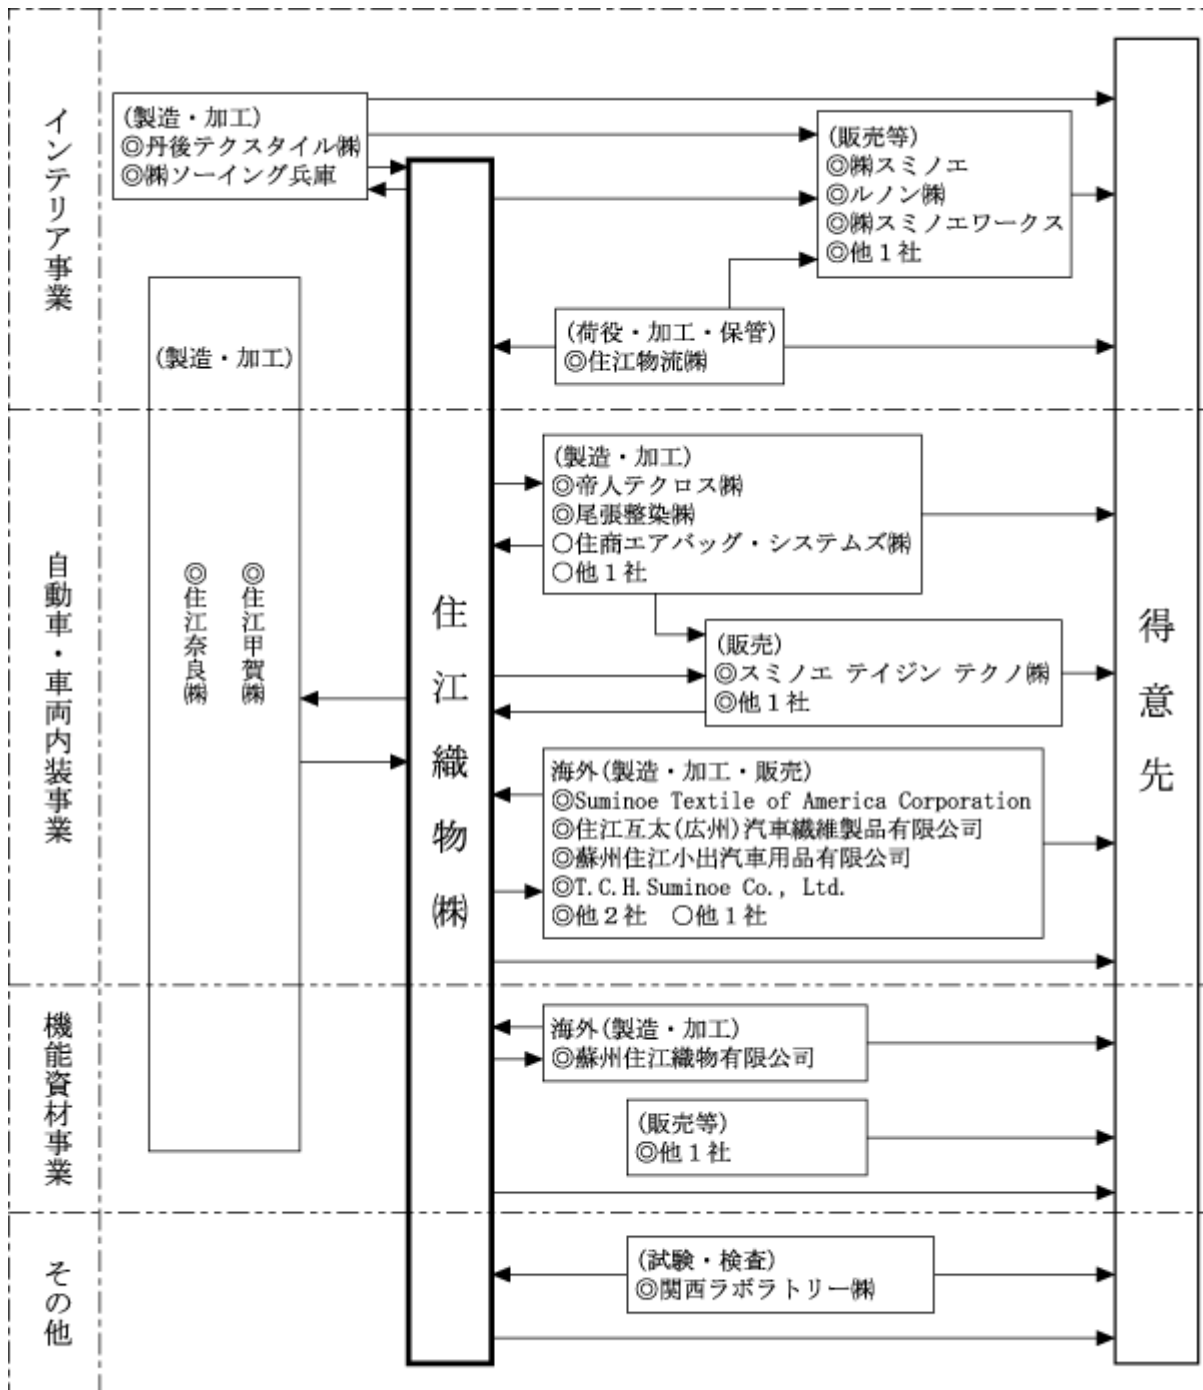 インテリア事業
(製造・加工)
◎丹後テクスタイル㈱
◎㈱ソーイング兵庫
(販売等)
◎㈱スミノエ
◎ルノン㈱
◎㈱スミノエワークス
◎他１社
(荷役・加工・保管)
◎住江物流㈱
(製造・加工)
◎住江甲賀㈱
◎住江奈良㈱
住江織物㈱
得意先
自動車・車両内装事業
(製造・加工)
◎帝人テクロス㈱
◎尾張整染㈱
○住商エアバッグ・システムズ㈱
○他１社
(販売)
◎スミノエ テイジン テクノ㈱
◎他１社
海外(製造・加工・販売)
◎Suminoe Textile of America Corporation
◎住江互太(広州)汽車繊維製品有限公司
◎蘇州住江小出汽車用品有限公司
◎T.C.H.Suminoe Co., Ltd.
◎他２社　○他１社
機能資材事業
海外(製造・加工)
◎蘇州住江織物有限公司
(販売等)
◎他１社
その他
(試験・検査)
◎関西ラボラトリー㈱